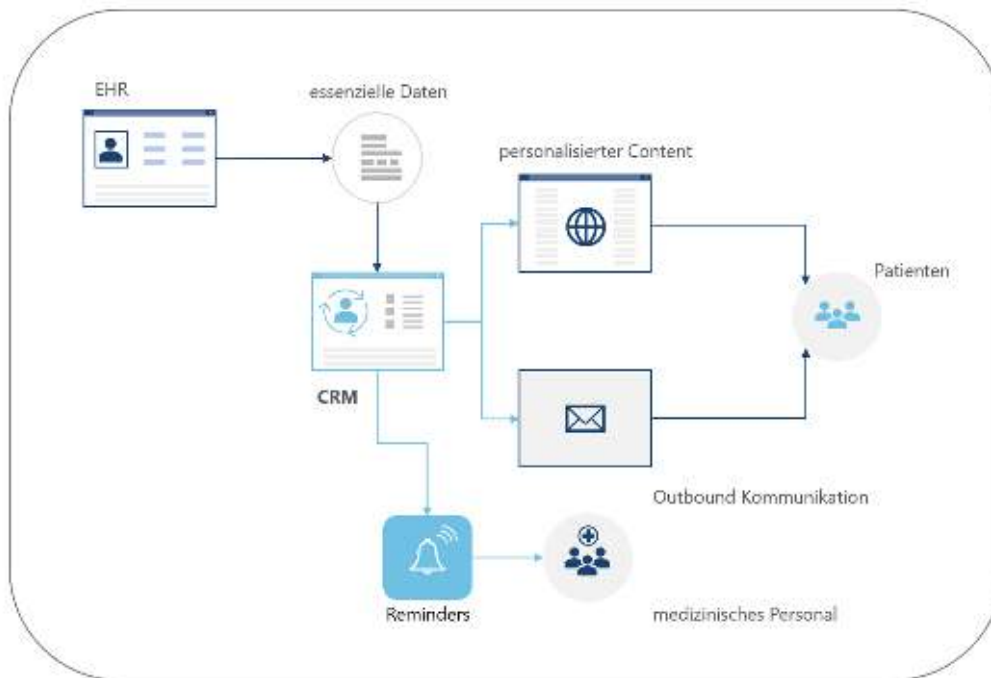 EHR
essenzielle Daten
personalisierter Content
Patienten
CRM
Outbound Kommunikation
Reminders
medizinisches Personal